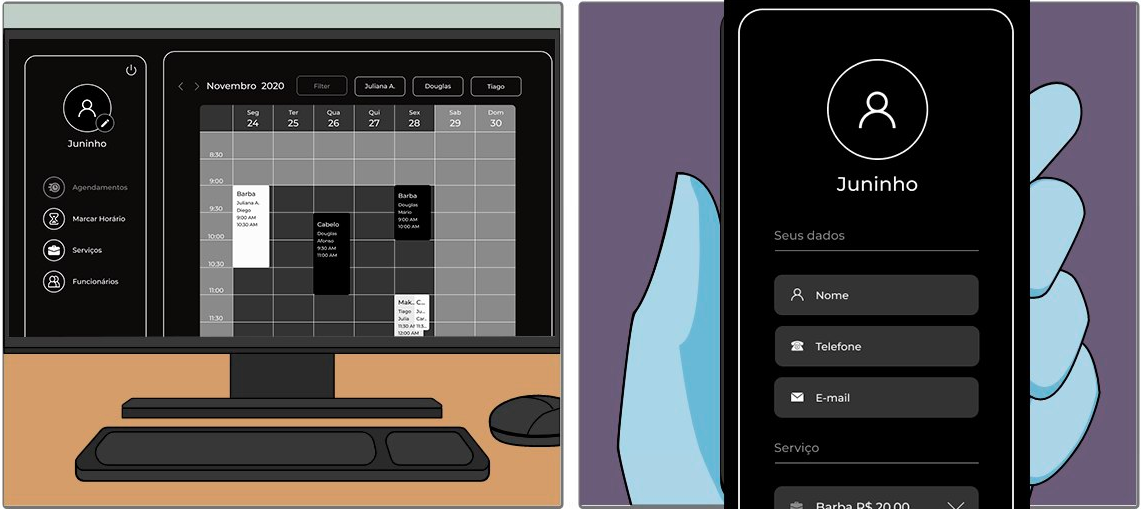 Juninho
Agendamentos
Marcar Horário
Serviços
Funcionários
Novembro 2020
Filter
Juliana A.
Douglas
Tiago
Seg Ter Qua Qui Sex Sab Dom
24 25 26 27 28 29 30
8:30
9:00
9:30
10:00
10:30
11:00
11:30
Barba
Juliana A.
Diego
9:00 AM
10:30 AM
Cabelo
Douglas
Afonso
9:30 AM
11:00 AM
Barba
Douglas
Mário
9:00 AM
10:00 AM
Mak.. C...
Tiago Ju...
Julia Car..
11:30 AM 11:3...
12:00 AM
Juninho
Seus dados
Nome
Telefone
E-mail
Serviço
Barba R$ 20,00